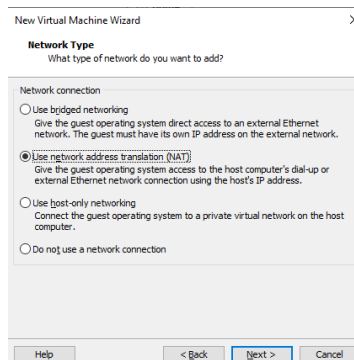 New Virtual Machine Wizard
Network Type
What type of network do you want to add?
Network connection
Use bridged networking
Give the guest operating system direct access to an external Ethernet
network. The guest must have its own IP address on the external network.
Use network address translation (NAT)
Give the guest operating system access to the host computer's dial-up or
external Ethernet network connection using the host's IP address.
Use host-only networking
Connect the guest operating system to a private virtual network on the host
computer.
Do not use a network connection
Help
< Back
Next >
Cancel